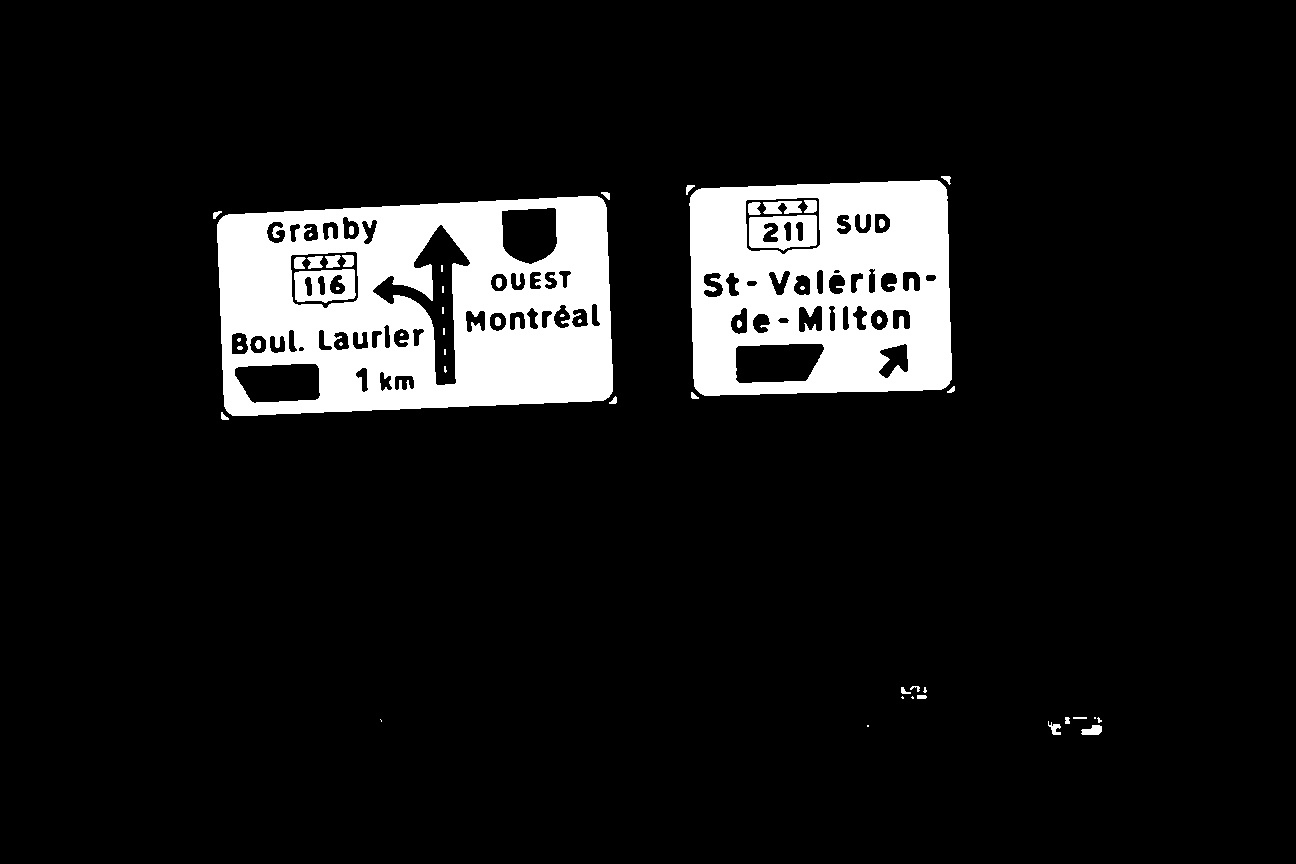 Granby
116
OUEST
Boul. Laurier
Montréal
1 km
211 SUD
St-Valérien-
de-Milton